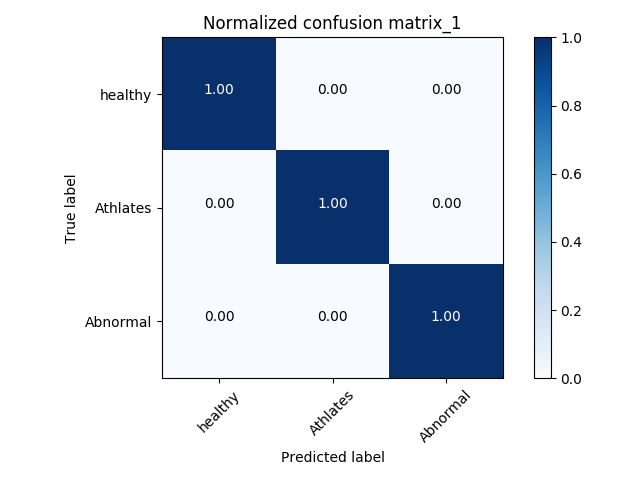 Normalized confusion matrix_1
True label
healthy
1.00 0.00 0.00
Athlates
0.00 1.00 0.00
Abnormal
0.00 0.00 1.00
healthy
Athlates
Abnormal
Predicted label
1.0
0.8
0.6
0.4
0.2
0.0